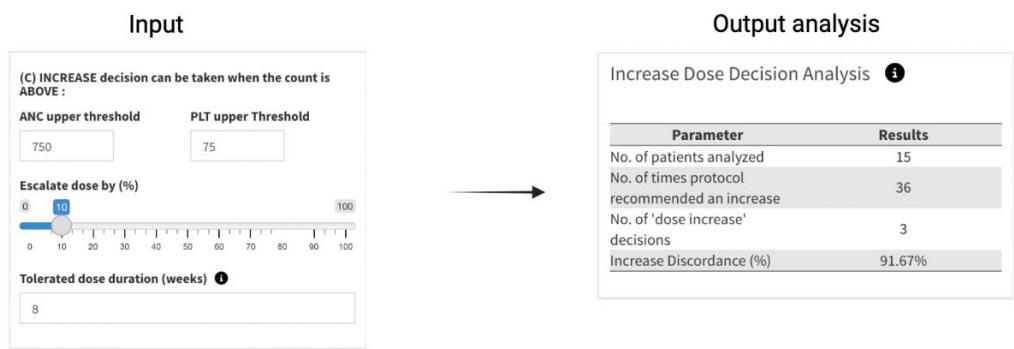 Input
(C) INCREASE decision can be taken when the count is
ABOVE :
ANC upper threshold PLT upper Threshold
750 75
Escalate dose by (%)
0 10 100
0 10 20 30 40 50 60 70 80 90 100
Tolerated dose duration (weeks) i
8
Output analysis
Increase Dose Decision Analysis i
Parameter Results
No. of patients analyzed 15
No. of times protocol
recommended an increase 36
No. of 'dose increase'
decisions 3
Increase Discordance (%) 91.67%